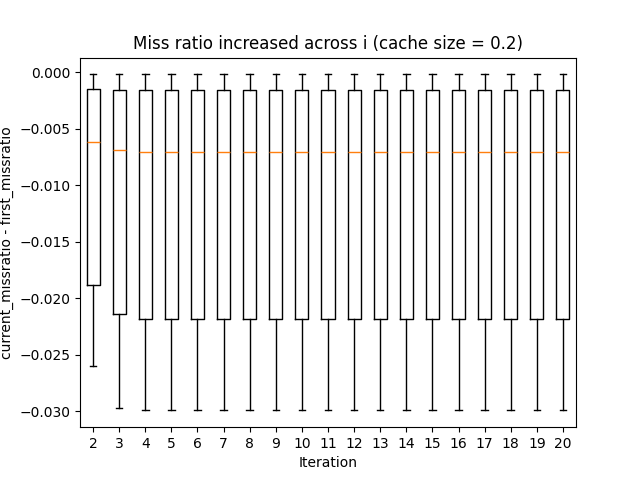 Miss ratio increased across i (cache size = 0.2)
0.000
−0.005
−0.010
−0.015
−0.020
−0.025
−0.030
current_missratio - first_missratio
2 3 4 5 6 7 8 9 10 11 12 13 14 15 16 17 18 19 20
Iteration